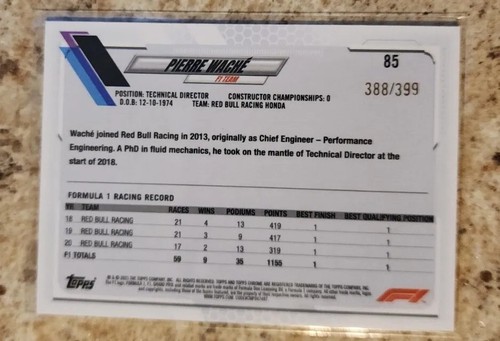 PIERRE WACHÉ
F1 TEAM
85
388/399
POSITION: TECHNICAL DIRECTOR CONSTRUCTOR CHAMPIONSHIPS: 0
D.O.B: 12-10-1974 TEAM: RED BULL RACING HONDA
Waché joined Red Bull Racing in 2013, originally as Chief Engineer – Performance
Engineering. A PhD in fluid mechanics, he took on the mantle of Technical Director at the
start of 2018.
FORMULA 1 RACING RECORD
YR TEAM RACES WINS PODIUMS POINTS BEST FINISH BEST QUALIFYING POSITION
18 RED BULL RACING 21 4 13 419 1 1
19 RED BULL RACING 21 3 9 417 1 1
20 RED BULL RACING 17 2 13 319 1 1
F1 TOTALS 59 9 35 1155 1 1
Topps
F1